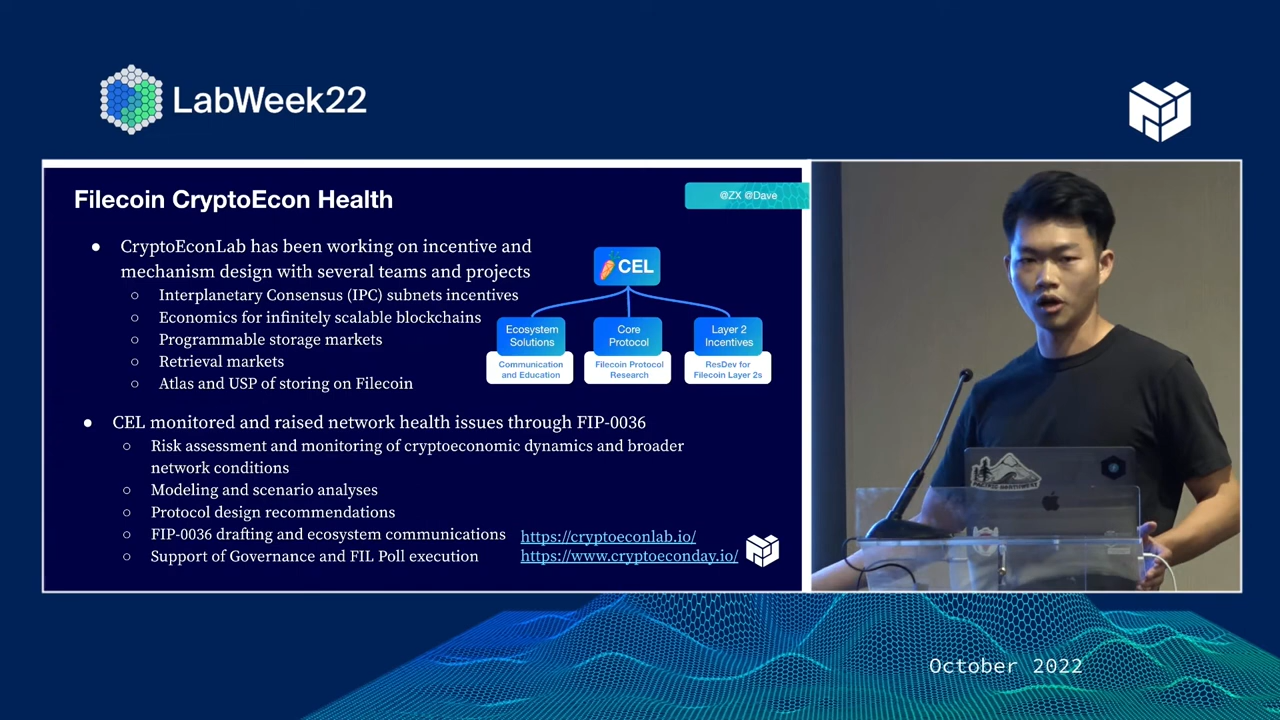 LabWeek22
Filecoin CryptoEcon Health
@ZX @Dave
● CryptoEconLab has been working on incentive and
mechanism design with several teams and projects
○ Interplanetary Consensus (IPC) subnets incentives
○ Economics for infinitely scalable blockchains
○ Programmable storage markets
○ Retrieval markets
○ Atlas and USP of storing on Filecoin
CEL
Ecosystem
Solutions
Communication
and Education
Core
Protocol
Filecoin Protocol
Research
Layer 2
Incentives
ResDev for
Filecoin Layer 2s
● CEL monitored and raised network health issues through FIP-0036
○ Risk assessment and monitoring of cryptoeconomic dynamics and broader
network conditions
○ Modeling and scenario analyses
○ Protocol design recommendations
○ FIP-0036 drafting and ecosystem communications
○ Support of Governance and FIL Poll execution
https://cryptoeconlab.io/
https://www.cryptoeconday.io/
October 2022